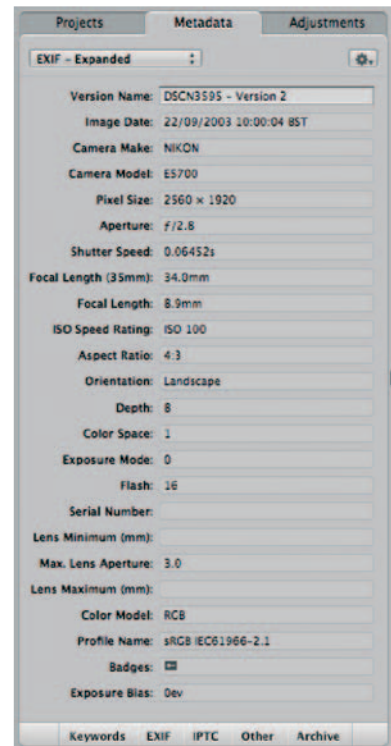 Projects Metadata Adjustments
EXIF - Expanded
Version Name: DSCN3595 - Version 2
Image Date: 22/09/2003 10:00:04 BST
Camera Make: NIKON
Camera Model: E5700
Pixel Size: 2560 × 1920
Aperture: ƒ/2.8
Shutter Speed: 0.06452s
Focal Length (35mm): 34.0mm
Focal Length: 8.9mm
ISO Speed Rating: ISO 100
Aspect Ratio: 4:3
Orientation: Landscape
Depth: 8
Color Space: 1
Exposure Mode: 0
Flash: 16
Serial Number:
Lens Minimum (mm):
Max. Lens Aperture: 3.0
Lens Maximum (mm):
Color Model: RGB
Profile Name: sRGB IEC61966-2.1
Badges:
Exposure Bias: 0ev
Keywords EXIF IPTC Other Archive